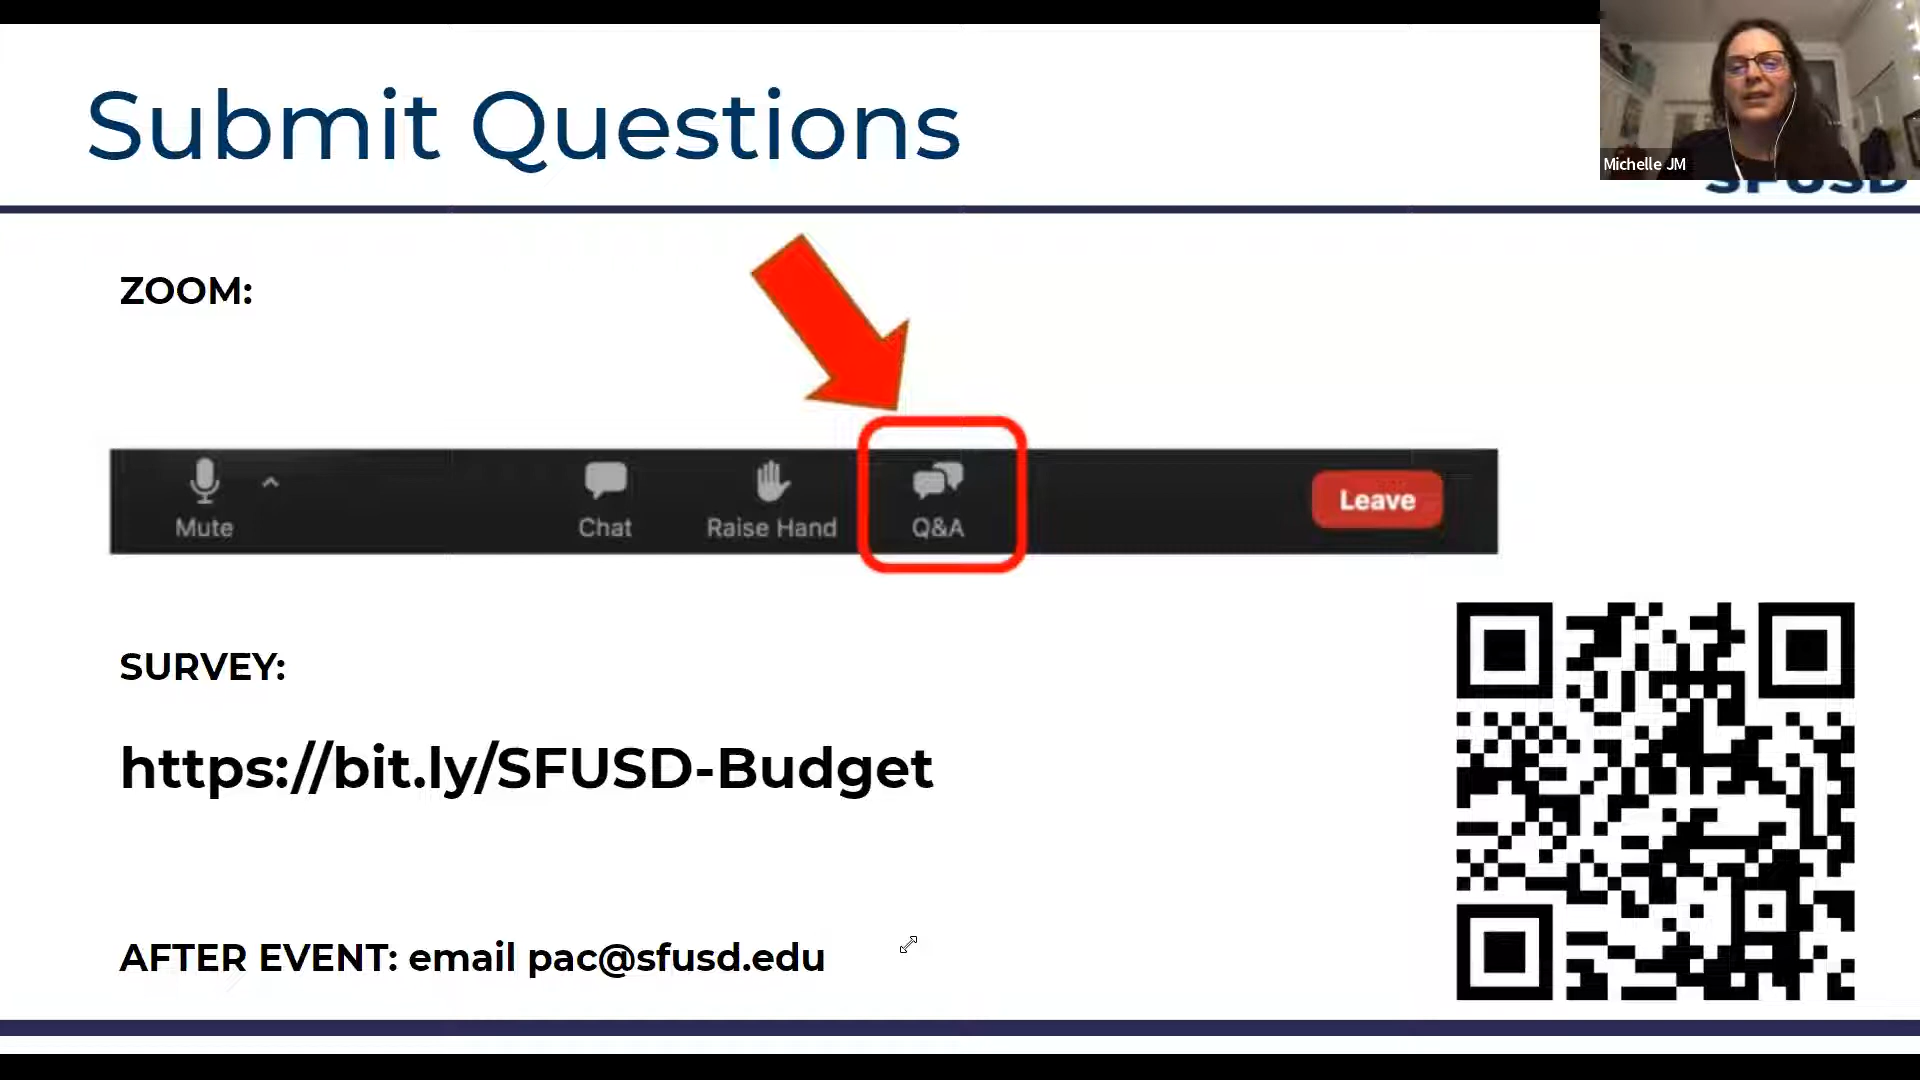 Submit Questions
Michelle JM
SFUSD
ZOOM:
Mute
Chat
Raise Hand
Q&A
Leave
SURVEY:
https://bit.ly/SFUSD-Budget
AFTER EVENT: email pac@sfusd.edu